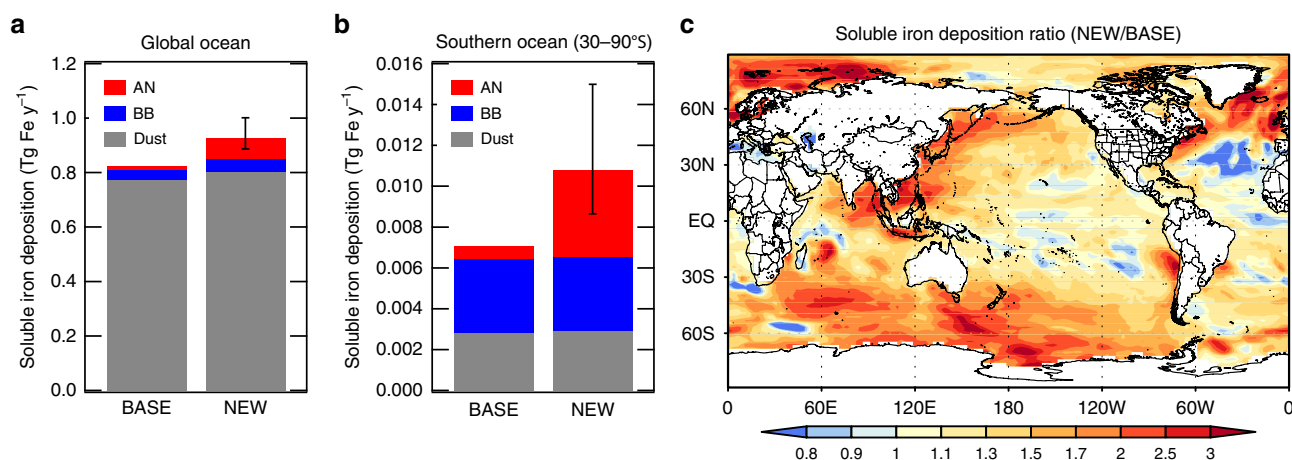 a
Global ocean
Soluble iron deposition (Tg Fe y⁻¹)
1.2
1.0
0.8
0.6
0.4
0.2
0.0
AN
BB
Dust
BASE NEW
b
Southern ocean (30–90°S)
Soluble iron deposition (Tg Fe y⁻¹)
0.016
0.014
0.012
0.010
0.008
0.006
0.004
0.002
0.000
AN
BB
Dust
BASE NEW
c
Soluble iron deposition ratio (NEW/BASE)
60N
30N
EQ
30S
60S
0 60E 120E 180 120W 60W 0
0.8 0.9 1 1.1 1.3 1.5 1.7 2 2.5 3